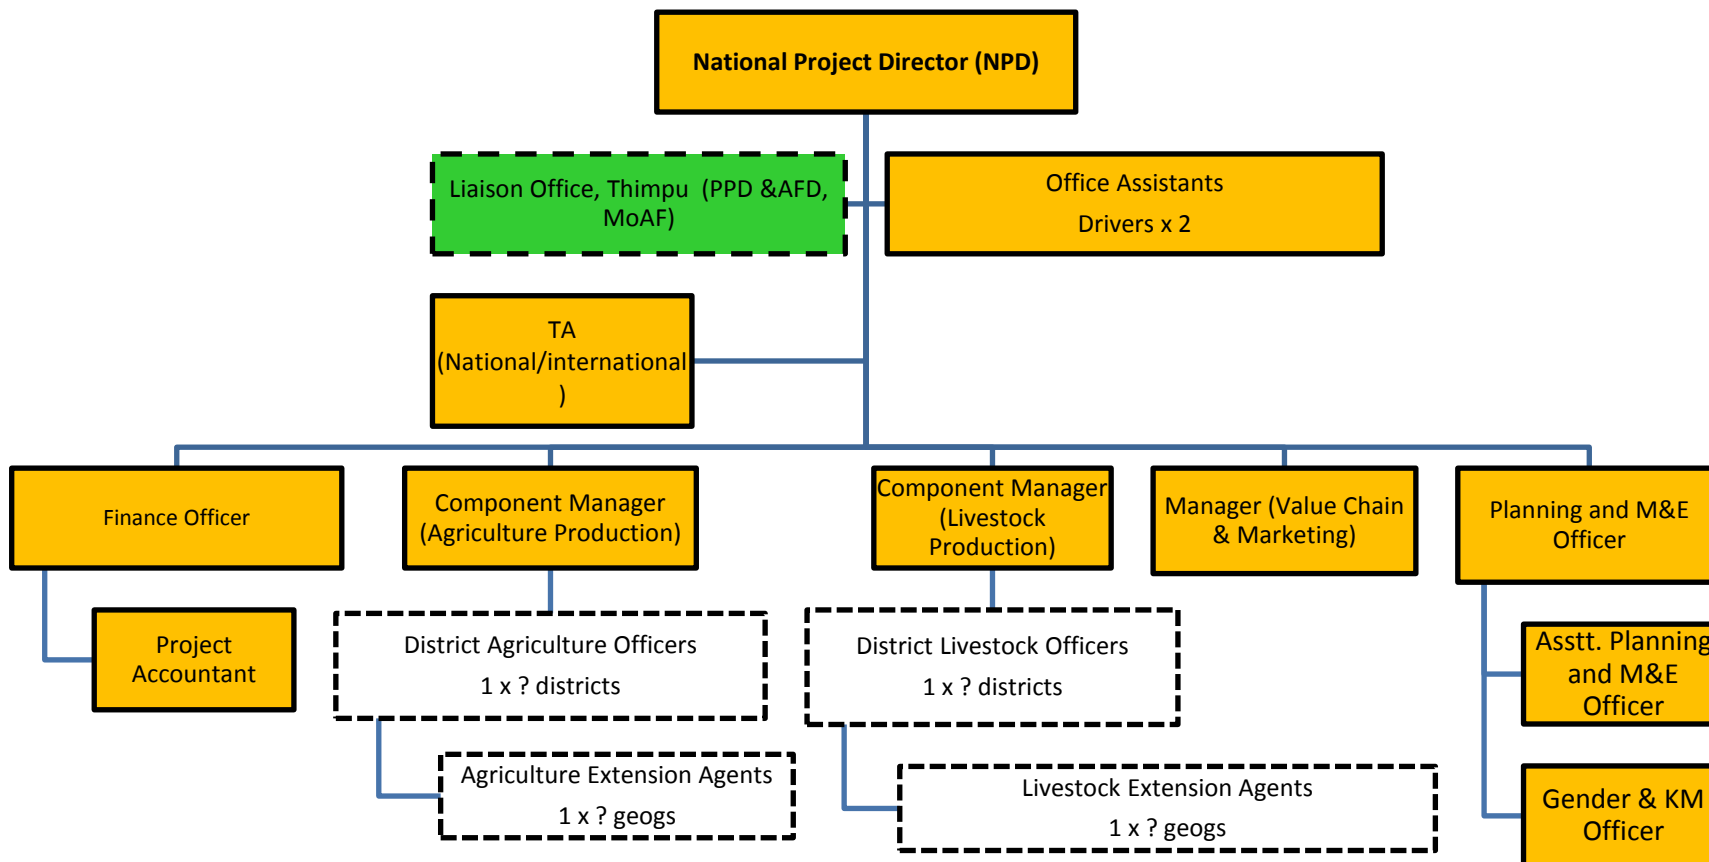 National Project Director (NPD)
Liaison Office, Thimpu (PPD &AFD,
MoAF)
Office Assistants
Drivers x 2
TA
(National/international
)
Finance Officer
Component Manager
(Agriculture Production)
Component Manager
(Livestock
Production)
Manager (Value Chain
& Marketing)
Planning and M&E
Officer
Project
Accountant
District Agriculture Officers
1 x ? districts
District Livestock Officers
1 x ? districts
Asstt. Planning
and M&E
Officer
Agriculture Extension Agents
1 x ? geogs
Livestock Extension Agents
1 x ? geogs
Gender & KM
Officer